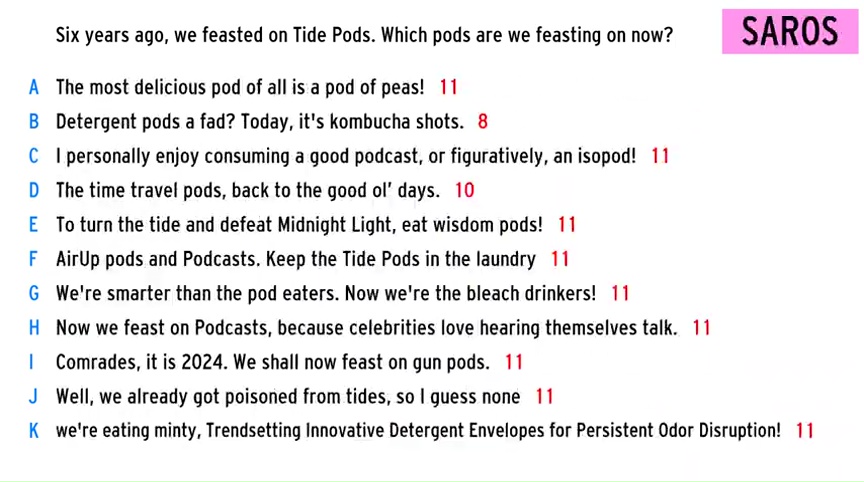 Six years ago, we feasted on Tide Pods. Which pods are we feasting on now?
SAROS
A The most delicious pod of all is a pod of peas! 11
B Detergent pods a fad? Today, it's kombucha shots. 8
C I personally enjoy consuming a good podcast, or figuratively, an isopod! 11
D The time travel pods, back to the good ol' days. 10
E To turn the tide and defeat Midnight Light, eat wisdom pods! 11
F AirUp pods and Podcasts. Keep the Tide Pods in the laundry 11
G We're smarter than the pod eaters. Now we're the bleach drinkers! 11
H Now we feast on Podcasts, because celebrities love hearing themselves talk. 11
I Comrades, it is 2024. We shall now feast on gun pods. 11
J Well, we already got poisoned from tides, so I guess none 11
K we're eating minty, Trendsetting Innovative Detergent Envelopes for Persistent Odor Disruption! 11